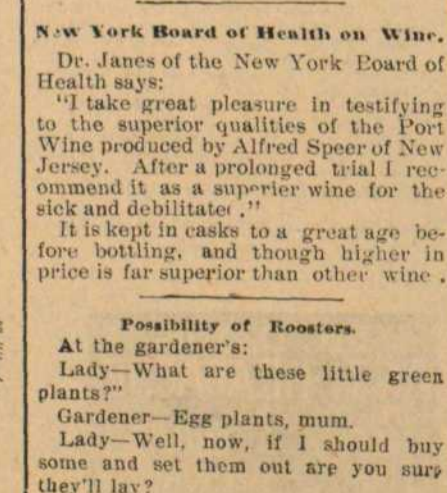 New York Board of Health on Wine.
Dr. Janes of the New York Board of
Health says:
"I take great pleasure in testifying
to the superior qualities of the Port
Wine produced by Alfred Speer of New
Jersey. After a prolonged trial I rec-
ommend it as a superier wine for the
sick and debilitated."
It is kept in casks to a great age be-
fore bottling, and though higher in
price is far superior than other wine.
Possibility of Roosters.
At the gardener's:
Lady—What are these little green
plants?"
Gardener—Egg plants, mum.
Lady—Well, now, if I should buy
some and set them out are you sure
they'll lay?